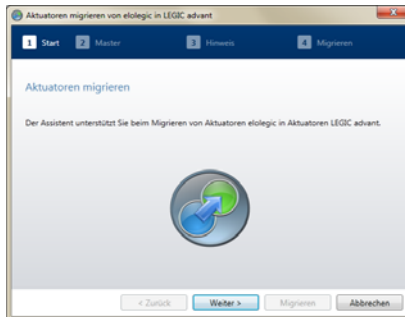 Aktuatoren migrieren von elolegic in LEGIC advant
1 Start 2 Master 3 Hinweis 4 Migrieren
Aktuatoren migrieren
Der Assistent unterstützt Sie beim Migrieren von Aktuatoren elolegic in Aktuatoren LEGIC advant.
< Zurück Weiter > Migrieren Abbrechen